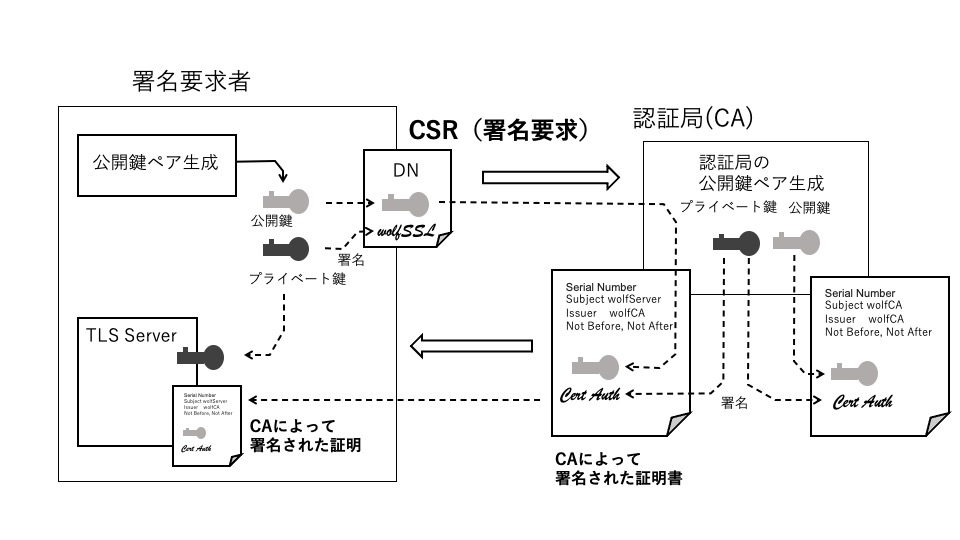 署名要求者
CSR（署名要求）
認証局(CA)
公開鍵ペア生成
DN
wolfSSL
公開鍵
署名
プライベート鍵
認証局の
公開鍵ペア生成
プライベート鍵 公開鍵
TLS Server
Serial Number
Subject wolfServer
Issuer wolfCA
Not Before, Not After
Cert Auth
CAによって
署名された証明
Serial Number
Subject wolfServer
Issuer wolfCA
Not Before, Not After
Cert Auth
署名
CAによって
署名された証明書
Serial Number
Subject wolfCA
Issuer wolfCA
Not Before, Not After
Cert Auth